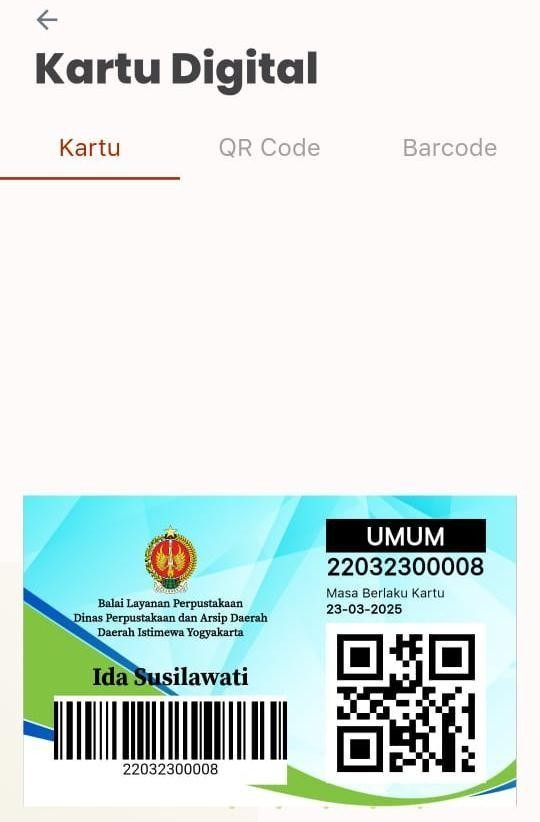 Kartu Digital
Kartu
QR Code
Barcode
Balai Layanan Perpustakaan
Dinas Perpustakaan dan Arsip Daerah
Daerah Istimewa Yogyakarta
Ida Susilawati
22032300008
UMUM
22032300008
Masa Berlaku Kartu
23-03-2025